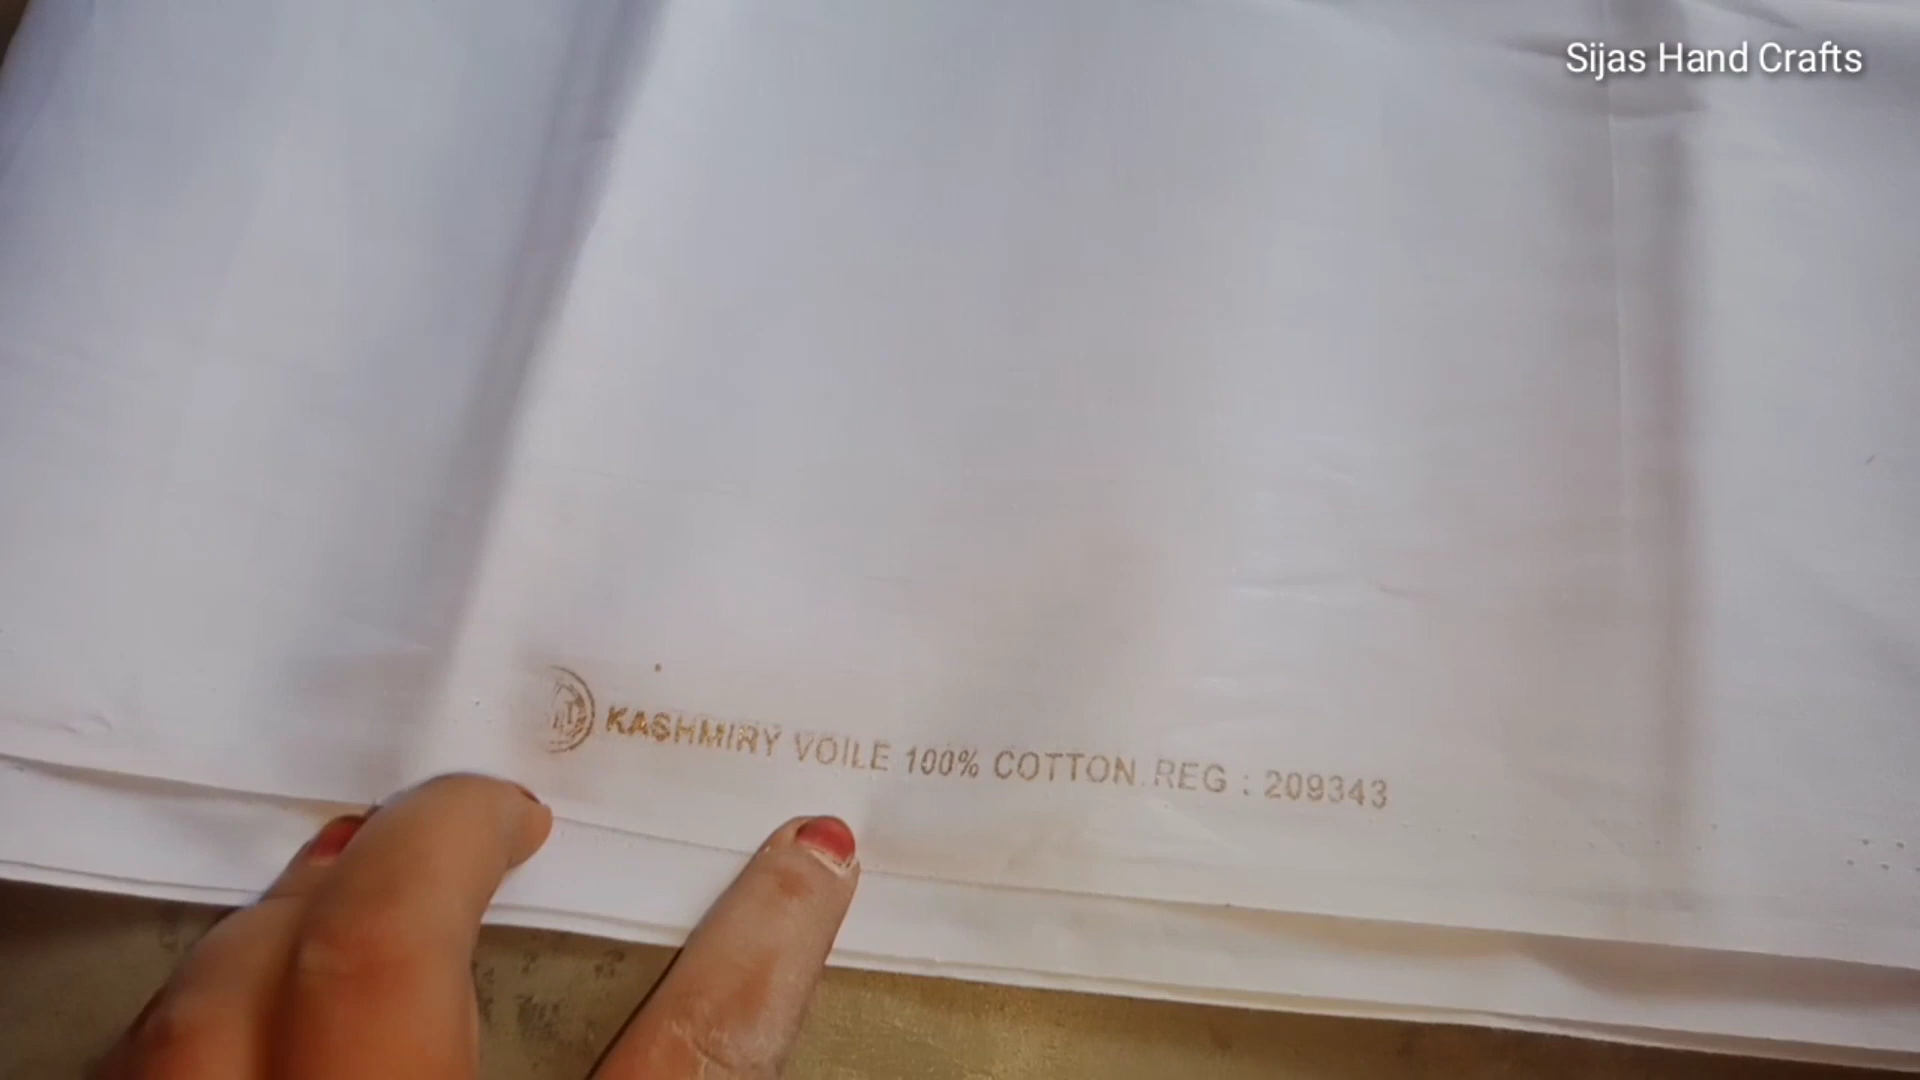 Sijas Hand Crafts
KASHMIRY VOILE 100% COTTON.REG : 209343